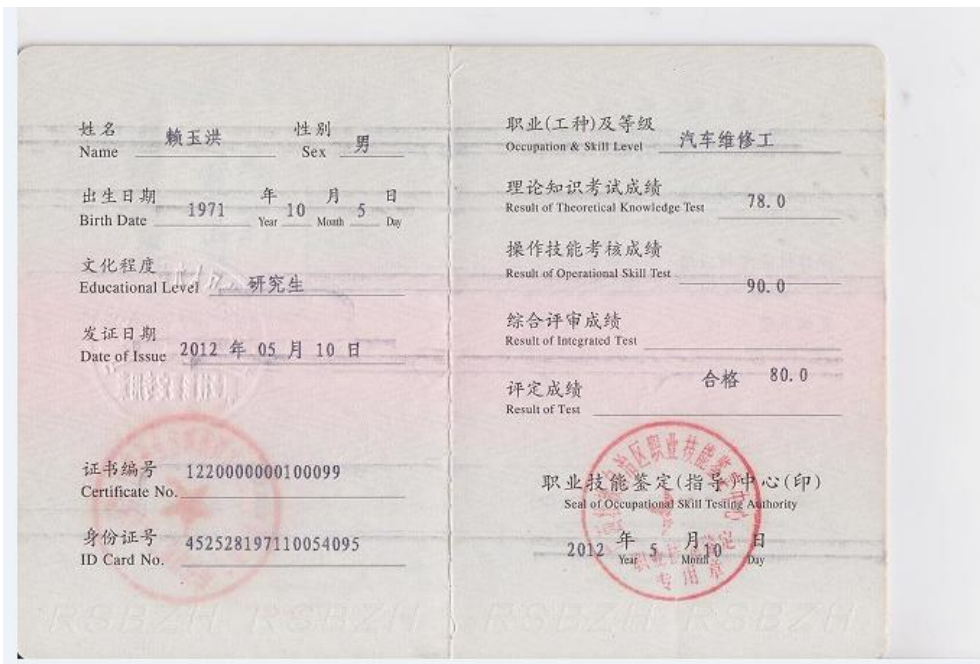 姓名 赖玉洪 性别 男
Name Sex
出生日期 1971 年 10 月 5 日
Birth Date Year Month Day
文化程度 研究生
Educational Level
发证日期 2012 年 05 月 10 日
Date of Issue
证书编号 1220000000100099
Certificate No.
身份证号 452528197110054095
ID Card No.
职业(工种)及等级 汽车维修工
Occupation & Skill Level
理论知识考试成绩 78.0
Result of Theoretical Knowledge Test
操作技能考核成绩 90.0
Result of Operational Skill Test
综合评审成绩
Result of Integrated Test
评定成绩 合格 80.0
Result of Test
职业技能鉴定(指导)中心(印)
Seal of Occupational Skill Testing Authority
2012 年 5 月 10 日
Year Month Day
专用章
RSBZH RSBZH RSBZH RSBZH